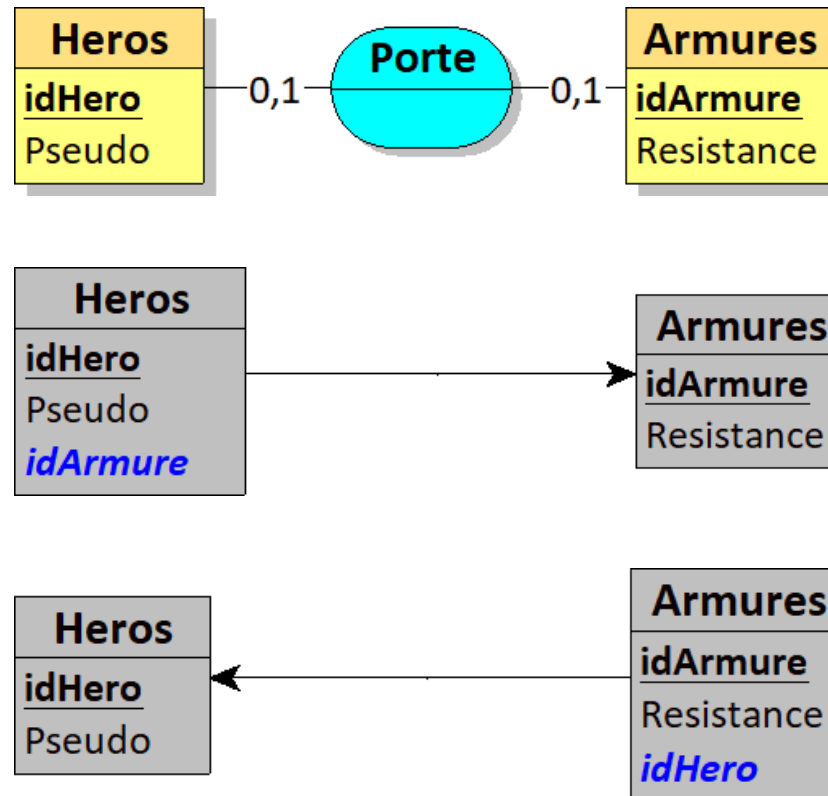 Heros
idHero
Pseudo
0,1
Porte
0,1
Armures
idArmure
Resistance
Heros
idHero
Pseudo
idArmure
Armures
idArmure
Resistance
Heros
idHero
Pseudo
Armures
idArmure
Resistance
idHero